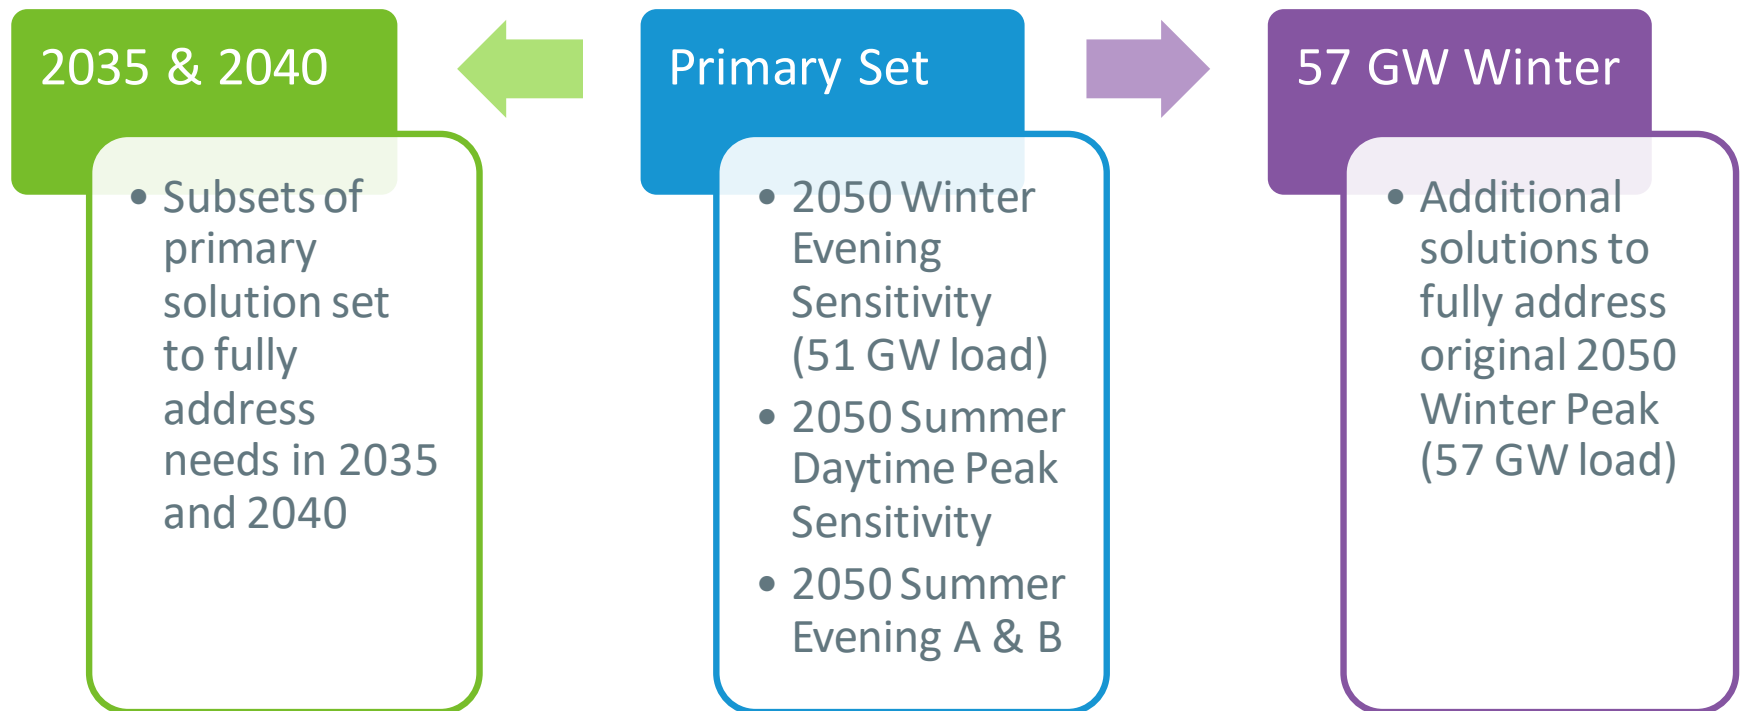 2035 & 2040
• Subsets of
primary
solution set
to fully
address
needs in 2035
and 2040
Primary Set
• 2050 Winter
Evening
Sensitivity
(51 GW load)
• 2050 Summer
Daytime Peak
Sensitivity
• 2050 Summer
Evening A & B
57 GW Winter
• Additional
solutions to
fully address
original 2050
Winter Peak
(57 GW load)